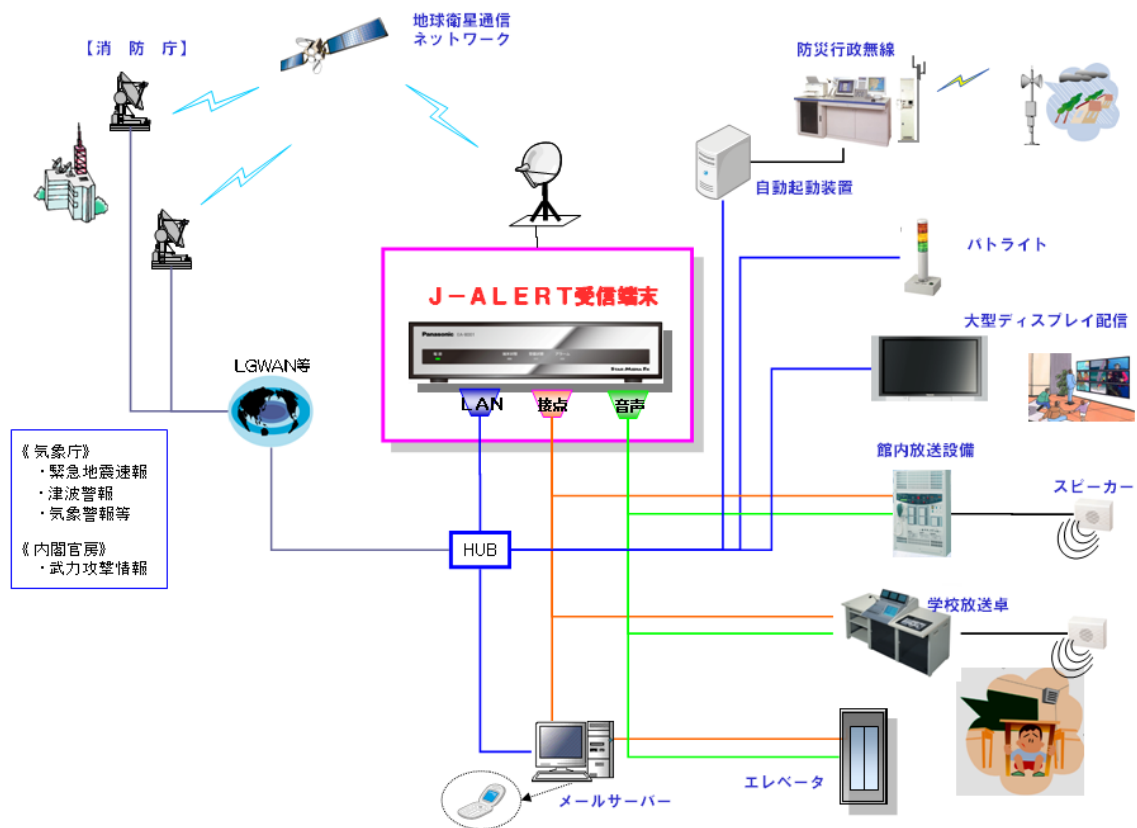 【消 防 庁】
地球衛星通信
ネットワーク
防災行政無線
自動起動装置
パトライト
J－ALERT受信端末
Panasonic
LAN
接点
音声
大型ディスプレイ配信
LGWAN等
館内放送設備
スピーカー
《気象庁》
・緊急地震速報
・津波警報
・気象警報等
《内閣官房》
・武力攻撃情報
HUB
学校放送卓
メールサーバー
エレベータ